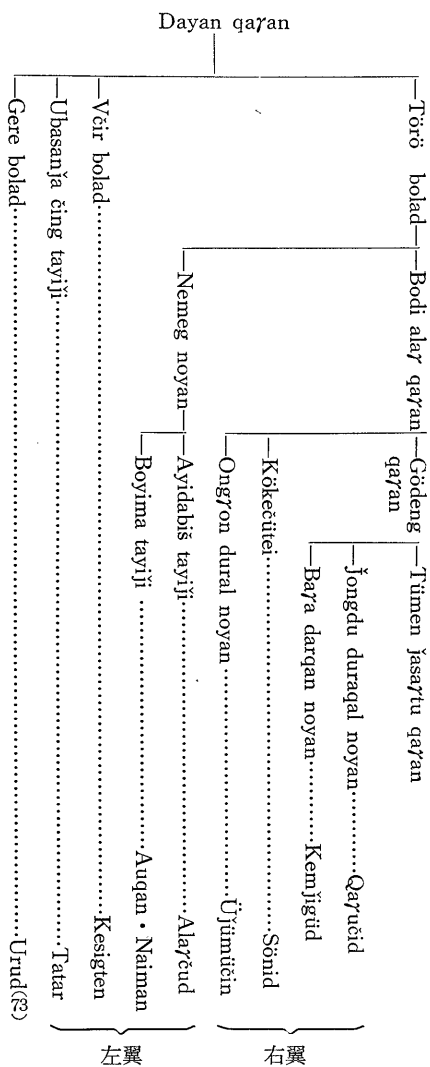 Dayan qaγan
Törö bolad
Bodi alaγ qaγan
Gödeng qaγan
Tümen ǰasaγtu qaγan
J̌ongdu duraqal noyan……Qaγučid
Baγa darqan noyan……Kemǰigüd
Kökečütei……Sönid
Ongγon dural noyan……Üǰümüčin
右翼
Nemeg noyan
Ayidabiš tayiǰi……Alaγčud
Boyima tayiǰi……Auqan・Naiman
Včir bolad……Kesigten
Ubasanǰa čing tayiǰi……Tatar
Gere bolad……Urud(?)
左翼